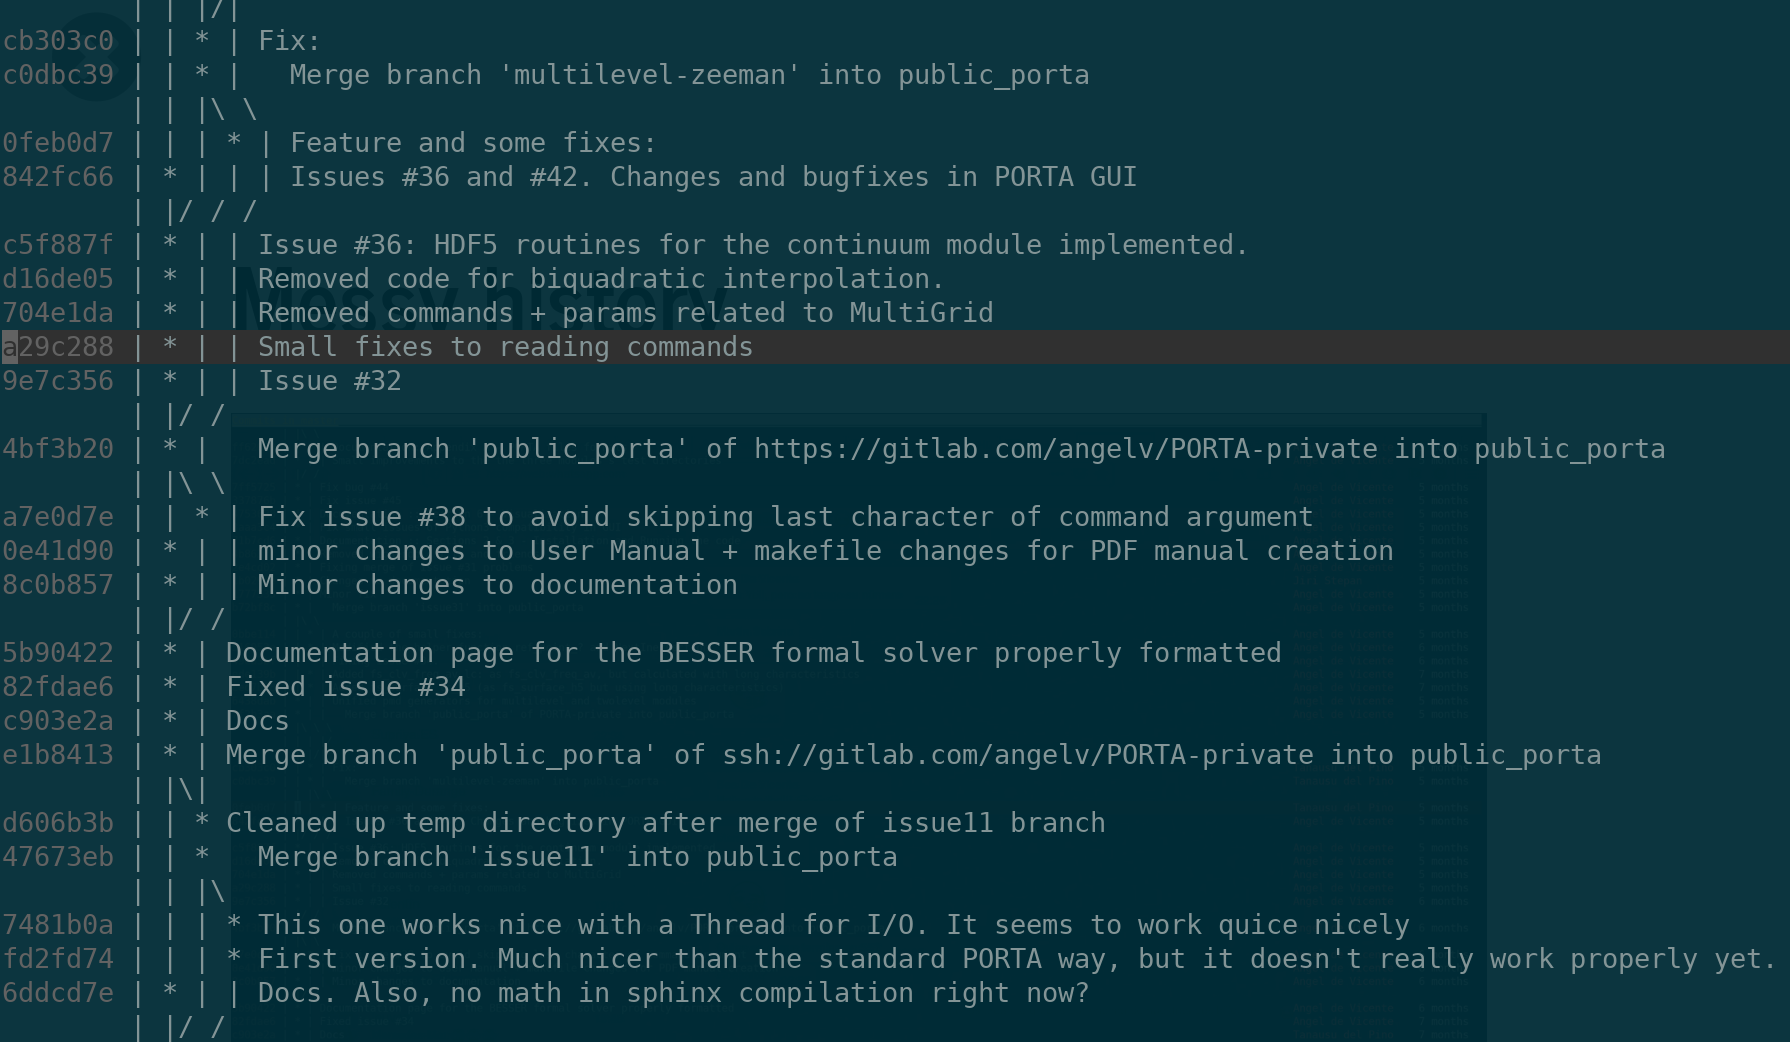 | | |/|
cb303c0 | | * | Fix:
c0dbc39 | | * |   Merge branch 'multilevel-zeeman' into public_porta
| | |\ \
0feb0d7 | | | * | Feature and some fixes:
842fc66 | * | | | Issues #36 and #42. Changes and bugfixes in PORTA GUI
| |/ / /
c5f887f | * | | Issue #36: HDF5 routines for the continuum module implemented.
d16de05 | * | | Removed code for biquadratic interpolation.
Messy history
704e1da | * | | Removed commands + params related to MultiGrid
a29c288 | * | | Small fixes to reading commands
9e7c356 | * | | Issue #32
| |/ /
4bf3b20 | * |   Merge branch 'public_porta' of https://gitlab.com/angelv/PORTA-private into public_porta
| |\ \
a7e0d7e | | * | Fix issue #38 to avoid skipping last character of command argument
0e41d90 | * | | minor changes to User Manual + makefile changes for PDF manual creation
8c0b857 | * | | Minor changes to documentation
| |/ /
5b90422 | * | Documentation page for the BESSER formal solver properly formatted
82fdae6 | * | Fixed issue #34
c903e2a | * | Docs
e1b8413 | * | Merge branch 'public_porta' of ssh://gitlab.com/angelv/PORTA-private into public_porta
| |\|
d606b3b | | * Cleaned up temp directory after merge of issue11 branch
47673eb | | *   Merge branch 'issue11' into public_porta
| | |\
7481b0a | | | * This one works nice with a Thread for I/O. It seems to work quice nicely
fd2fd74 | | | * First version. Much nicer than the standard PORTA way, but it doesn't really work properly yet.
6ddcd7e | * | | Docs. Also, no math in sphinx compilation right now?
| |/ /